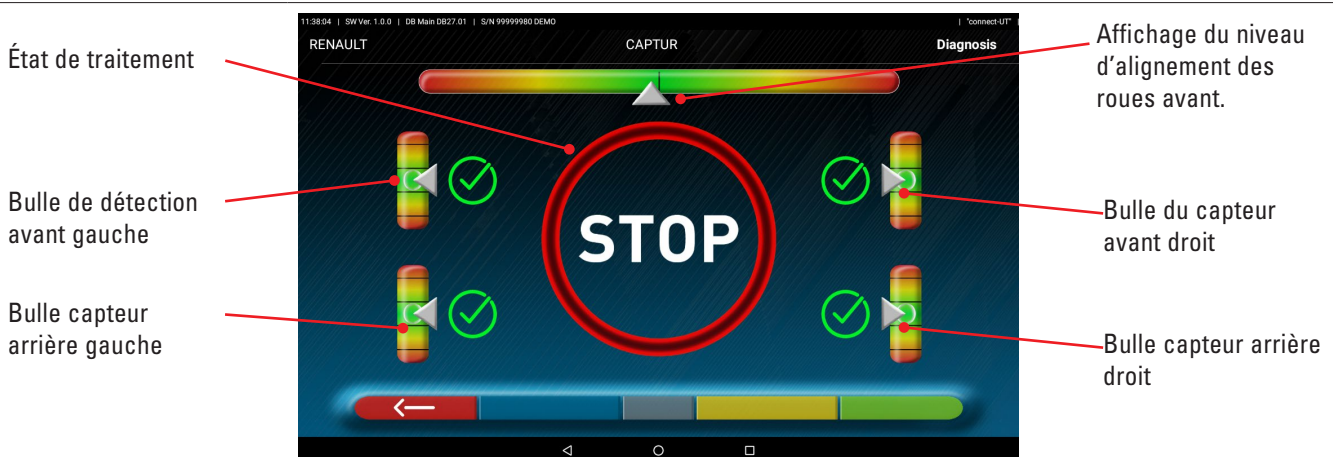 11:38:04 | SW Ver. 1.0.0 | DB Main DB27.01 | S/N 99999980 DEMO
| "connect-UT" |
RENAULT
CAPTUR
Diagnosis
État de traitement
Affichage du niveau
d’alignement des
roues avant.
Bulle de détection
avant gauche
Bulle du capteur
avant droit
STOP
Bulle capteur
arrière gauche
Bulle capteur arrière
droit